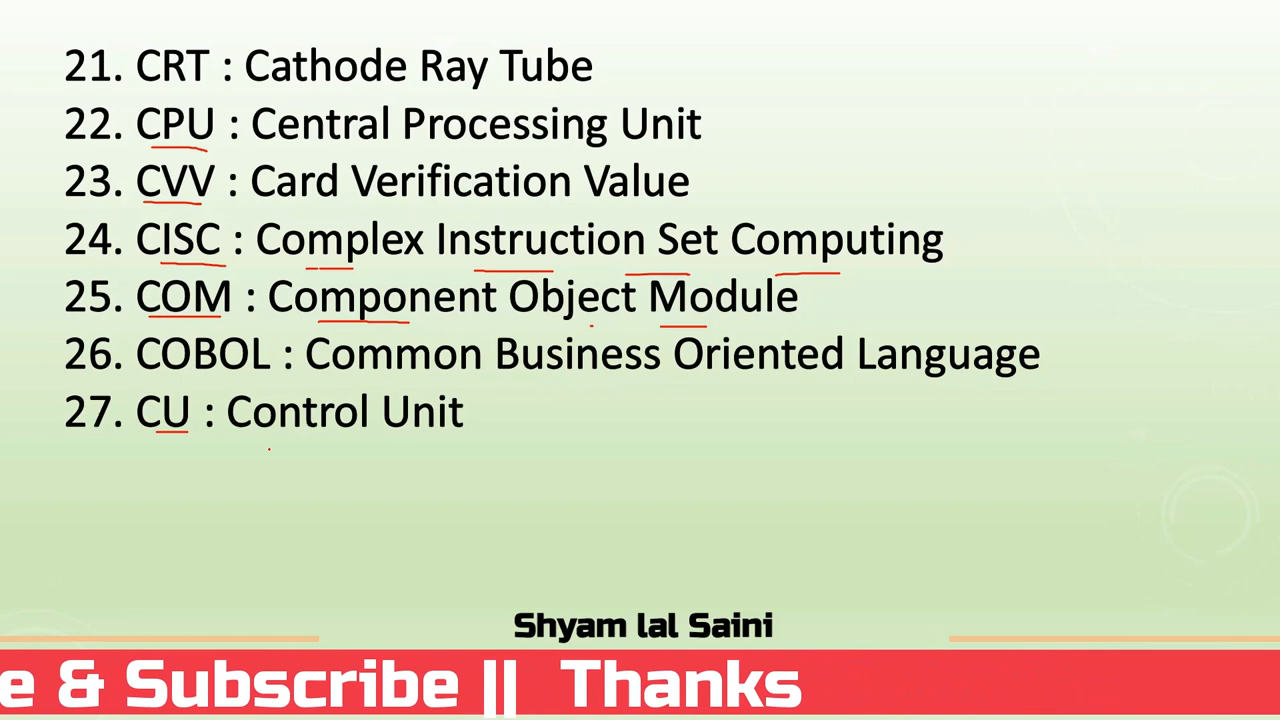 21. CRT : Cathode Ray Tube
22. CPU : Central Processing Unit
23. CVV : Card Verification Value
24. CISC : Complex Instruction Set Computing
25. COM : Component Object Module
26. COBOL : Common Business Oriented Language
27. CU : Control Unit
Shyam lal Saini
e & Subscribe || Thanks